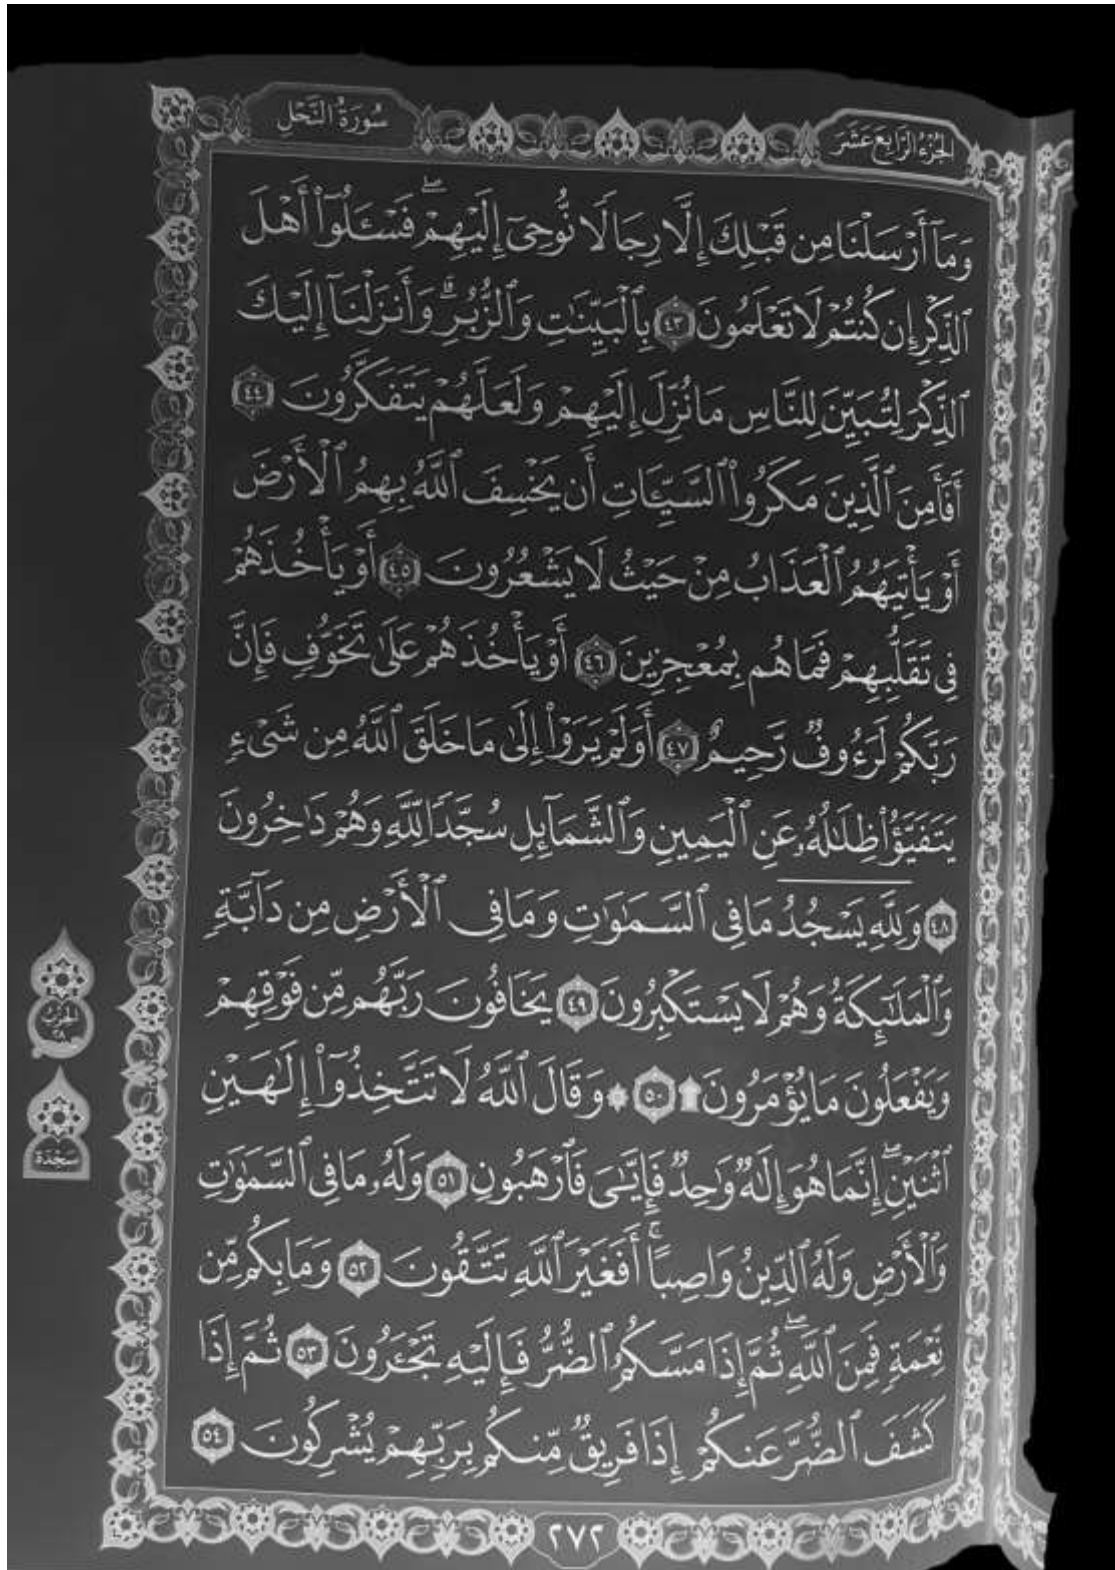 الجزء الرابع عشر
سورة النحل
وَمَآ أَرۡسَلۡنَا مِن قَبۡلِكَ إِلَّا رِجَالٗا نُّوحِيٓ إِلَيۡهِمۡۖ فَسۡـَٔلُوٓاْ أَهۡلَ
ٱلذِّكۡرِ إِن كُنتُمۡ لَا تَعۡلَمُونَ ٤٣ بِٱلۡبَيِّنَٰتِ وَٱلزُّبُرِۗ وَأَنزَلۡنَآ إِلَيۡكَ
ٱلذِّكۡرَ لِتُبَيِّنَ لِلنَّاسِ مَا نُزِّلَ إِلَيۡهِمۡ وَلَعَلَّهُمۡ يَتَفَكَّرُونَ ٤٤
أَفَأَمِنَ ٱلَّذِينَ مَكَرُواْ ٱلسَّيِّـَٔاتِ أَن يَخۡسِفَ ٱللَّهُ بِهِمُ ٱلۡأَرۡضَ
أَوۡ يَأۡتِيَهُمُ ٱلۡعَذَابُ مِنۡ حَيۡثُ لَا يَشۡعُرُونَ ٤٥ أَوۡ يَأۡخُذَهُمۡ
فِي تَقَلُّبِهِمۡ فَمَا هُم بِمُعۡجِزِينَ ٤٦ أَوۡ يَأۡخُذَهُمۡ عَلَىٰ تَخَوُّفٖ فَإِنَّ
رَبَّكُمۡ لَرَءُوفٞ رَّحِيمٌ ٤٧ أَوَلَمۡ يَرَوۡاْ إِلَىٰ مَا خَلَقَ ٱللَّهُ مِن شَيۡءٖ
يَتَفَيَّؤُاْ ظِلَٰلُهُۥ عَنِ ٱلۡيَمِينِ وَٱلشَّمَآئِلِ سُجَّدٗا لِّلَّهِ وَهُمۡ دَٰخِرُونَ
٤٨ وَلِلَّهِ يَسۡجُدُۤ مَا فِي ٱلسَّمَٰوَٰتِ وَمَا فِي ٱلۡأَرۡضِ مِن دَآبَّةٖ
وَٱلۡمَلَٰٓئِكَةُ وَهُمۡ لَا يَسۡتَكۡبِرُونَ ٤٩ يَخَافُونَ رَبَّهُم مِّن فَوۡقِهِمۡ
وَيَفۡعَلُونَ مَا يُؤۡمَرُونَ ۩ ٥٠ ۞ وَقَالَ ٱللَّهُ لَا تَتَّخِذُوٓاْ إِلَٰهَيۡنِ
ٱثۡنَيۡنِۖ إِنَّمَا هُوَ إِلَٰهٞ وَٰحِدٞ فَإِيَّٰيَ فَٱرۡهَبُونِ ٥١ وَلَهُۥ مَا فِي ٱلسَّمَٰوَٰتِ
وَٱلۡأَرۡضِ وَلَهُ ٱلدِّينُ وَاصِبًاۚ أَفَغَيۡرَ ٱللَّهِ تَتَّقُونَ ٥٢ وَمَا بِكُم مِّن
نِّعۡمَةٖ فَمِنَ ٱللَّهِۖ ثُمَّ إِذَا مَسَّكُمُ ٱلضُّرُّ فَإِلَيۡهِ تَجۡـَٔرُونَ ٥٣ ثُمَّ إِذَا
كَشَفَ ٱلضُّرَّ عَنكُمۡ إِذَا فَرِيقٞ مِّنكُم بِرَبِّهِمۡ يُشۡرِكُونَ ٥٤
سجدة
٢٧٢